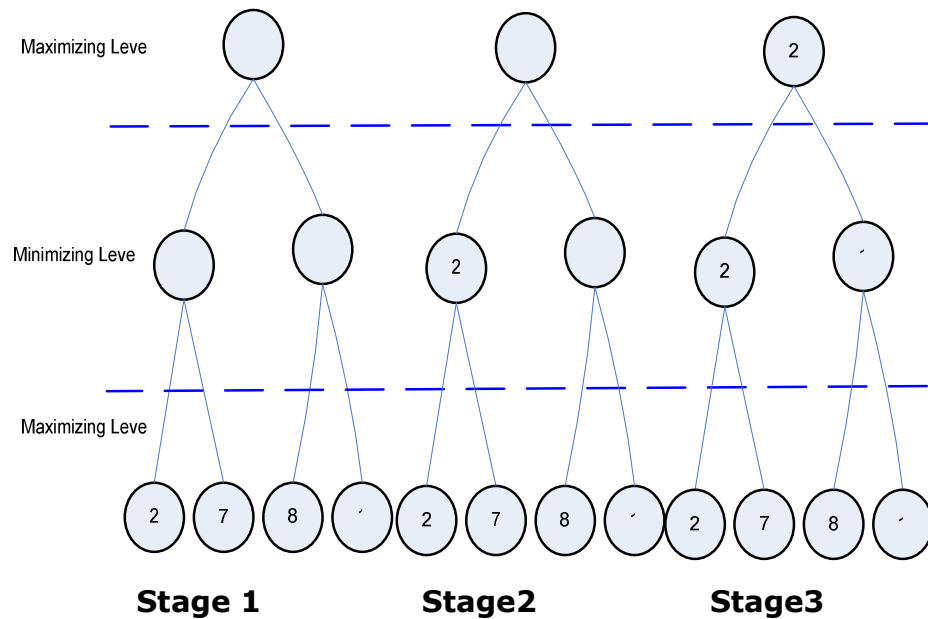 Maximizing Leve
2
Minimizing Leve
2
2
Maximizing Leve
2 7 8 2 7 8 2 7 8
Stage 1 Stage2 Stage3